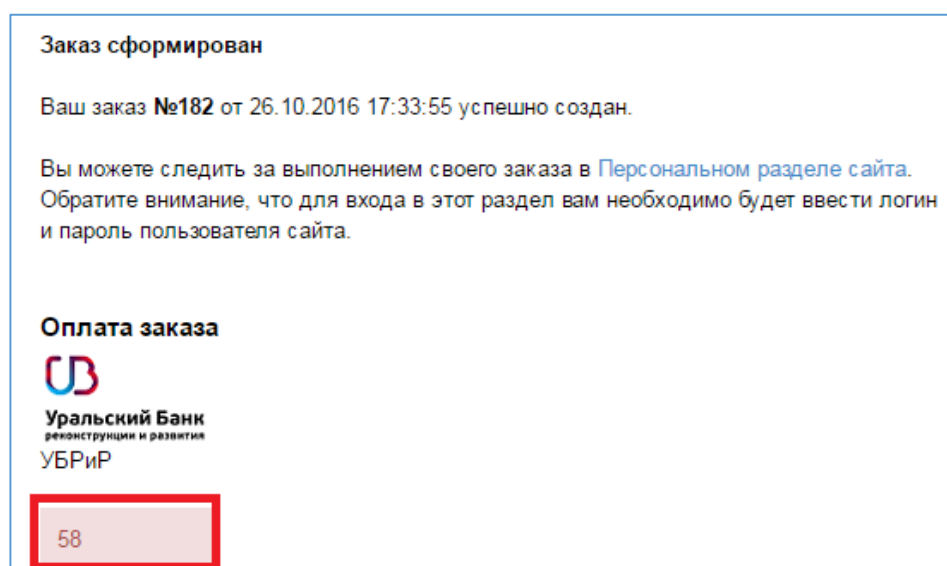 Заказ сформирован
Ваш заказ №182 от 26.10.2016 17:33:55 успешно создан.
Вы можете следить за выполнением своего заказа в Персональном разделе сайта.
Обратите внимание, что для входа в этот раздел вам необходимо будет ввести логин
и пароль пользователя сайта.
Оплата заказа
UB
Уральский Банк
реконструкции и развития
УБРиР
58